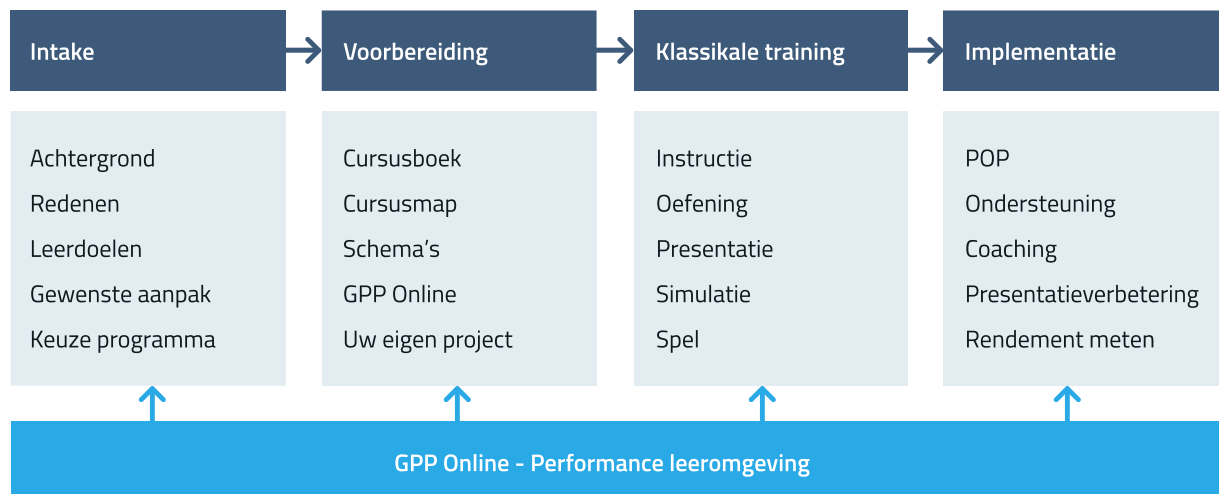 Intake
Achtergrond
Redenen
Leerdoelen
Gewenste aanpak
Keuze programma
Voorbereiding
Cursusboek
Cursusmap
Schema’s
GPP Online
Uw eigen project
Klassikale training
Instructie
Oefening
Presentatie
Simulatie
Spel
Implementatie
POP
Ondersteuning
Coaching
Presentatieverbetering
Rendement meten
GPP Online - Performance leeromgeving